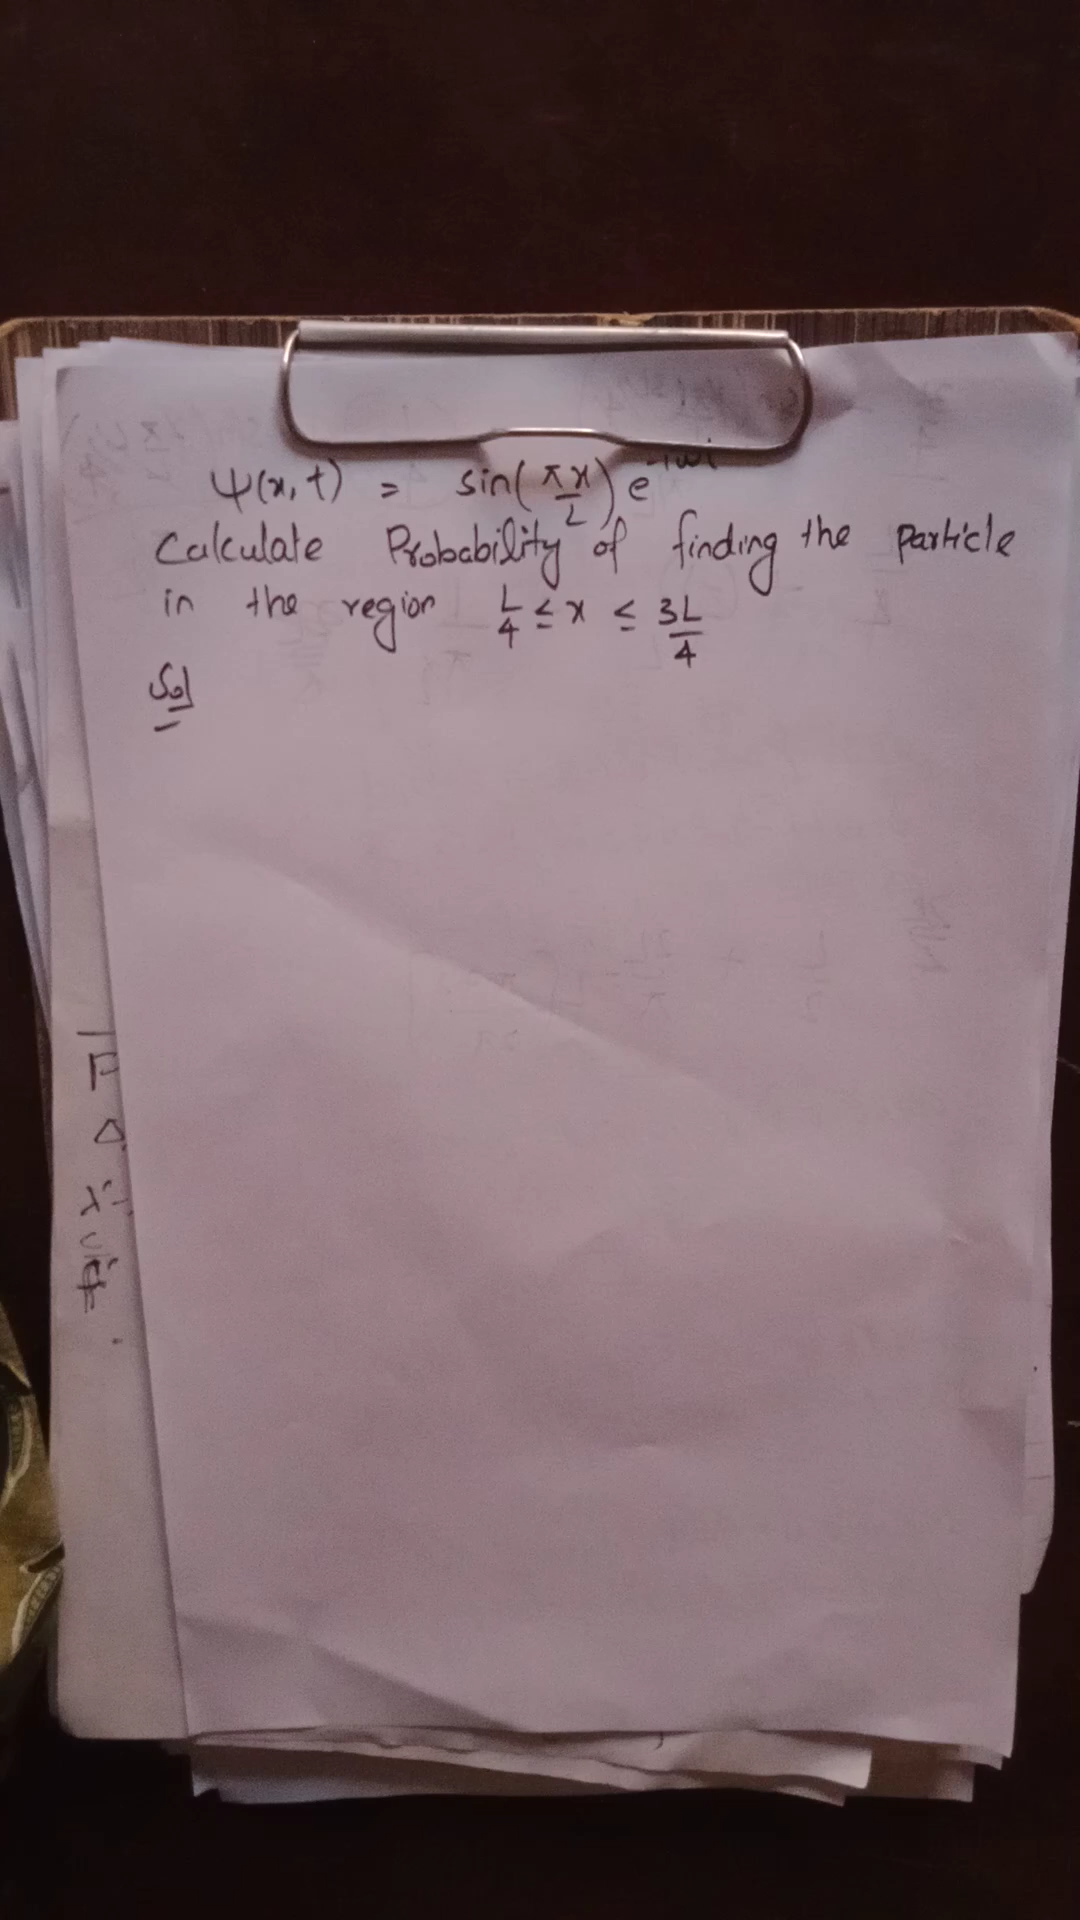 ψ(x,t) = sin(πx/L) e^-iωt
Calculate Probability of finding the particle
in the region L/4 ≤ x ≤ 3L/4
Sol